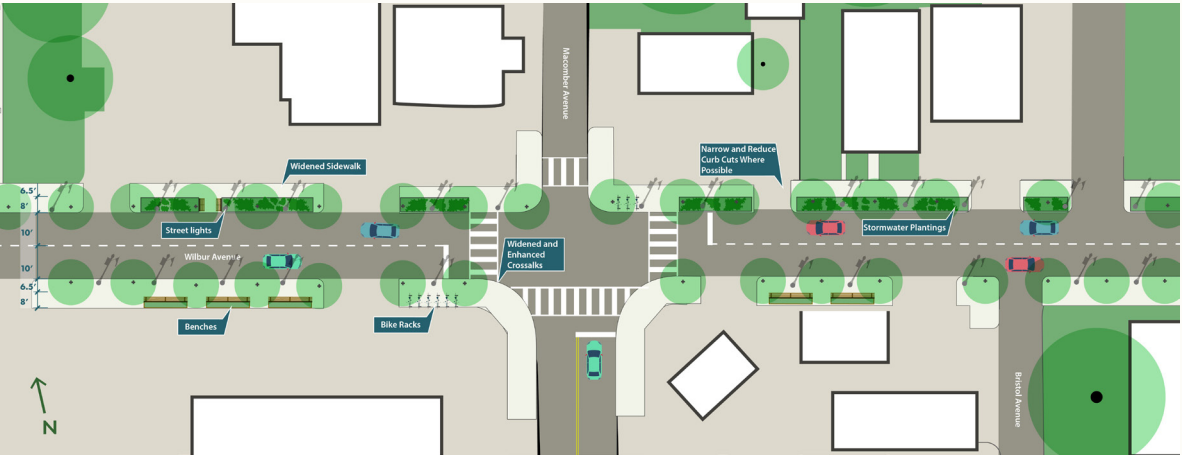 Macomber Avenue
Widened Sidewalk
Narrow and Reduce
Curb Cuts Where
Possible
6.5'
8'
10'
Street lights
Stormwater Plantings
Wilbur Avenue
Widened and
Enhanced
Crossalks
10'
6.5'
8'
Benches
Bike Racks
Bristol Avenue
N